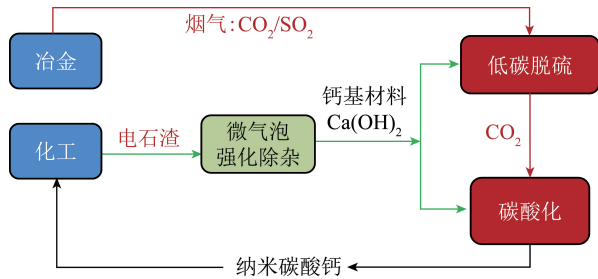 烟气:CO₂/SO₂
冶金
低碳脱硫
钙基材料
Ca(OH)₂
化工
电石渣
微气泡
强化除杂
CO₂
碳酸化
纳米碳酸钙